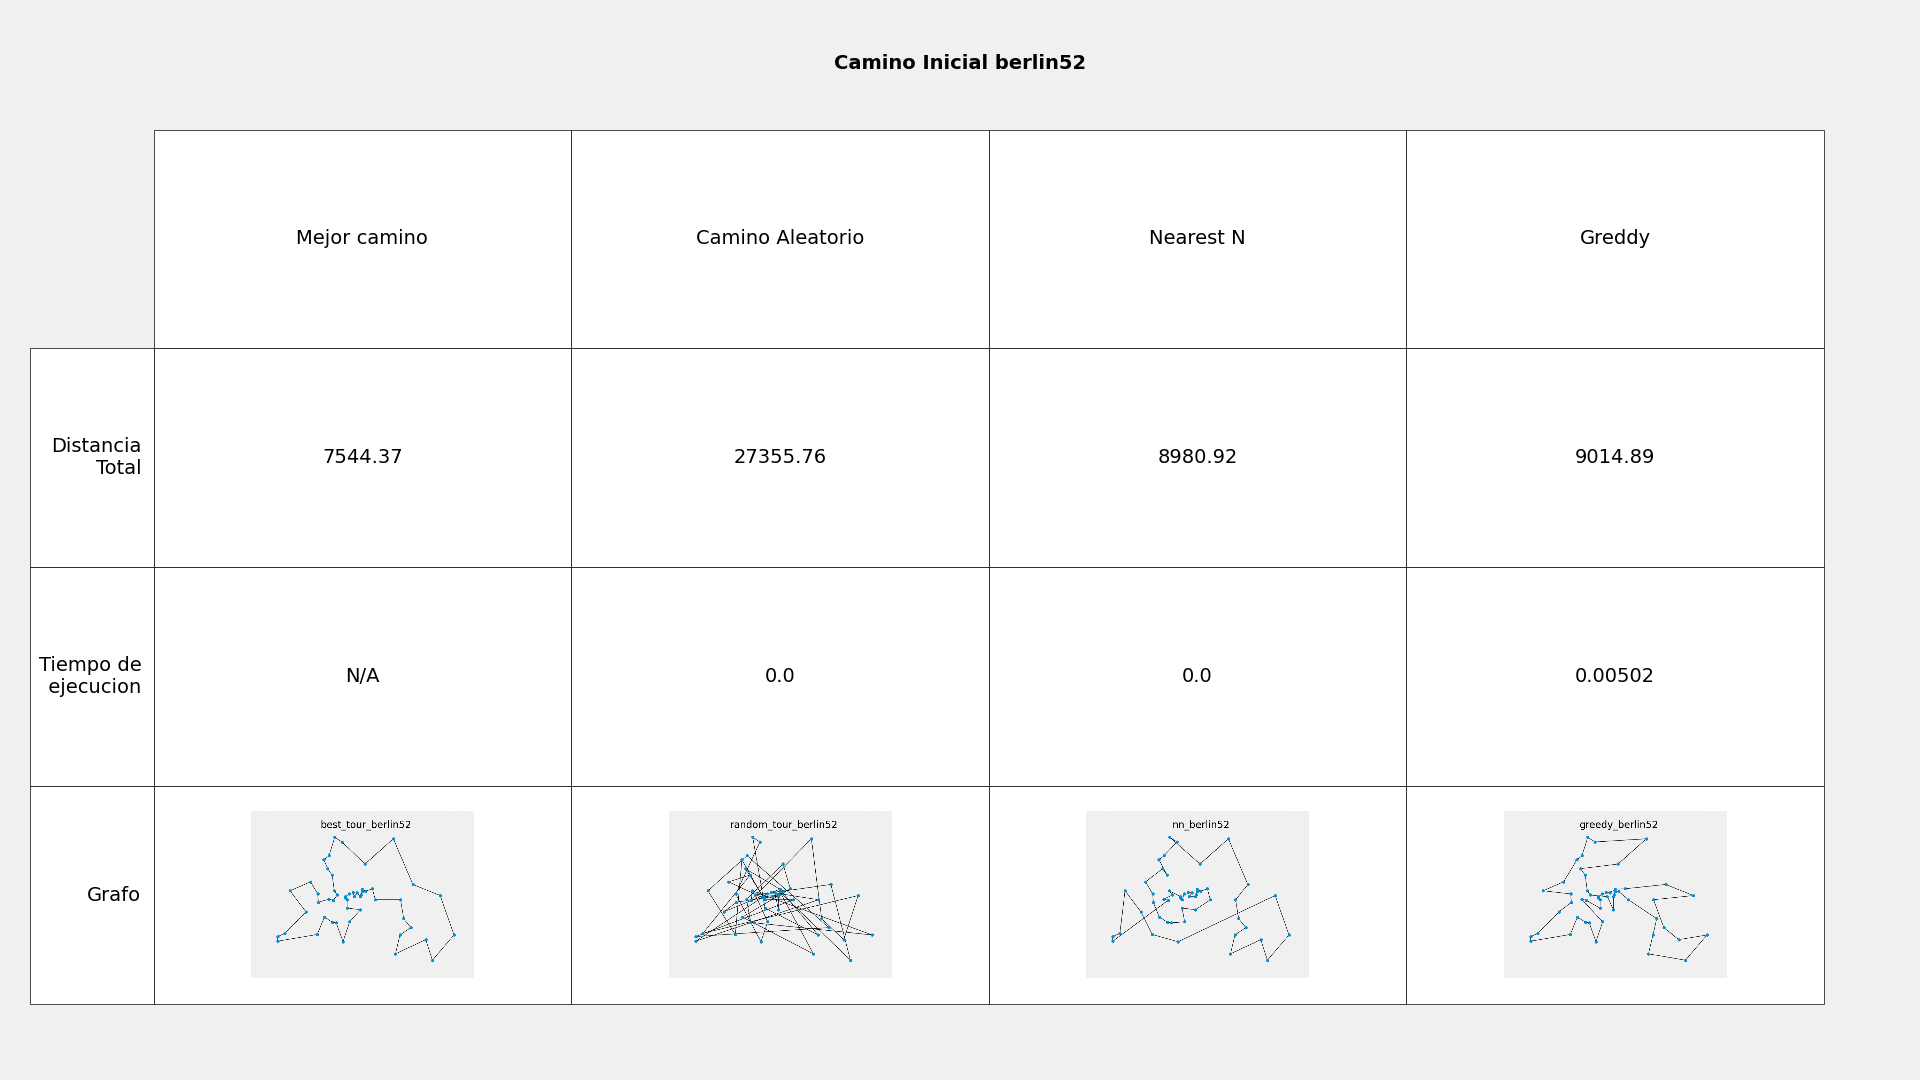 Camino Inicial berlin52
Mejor camino
Camino Aleatorio
Nearest N
Greddy
Distancia
Total
7544.37
27355.76
8980.92
9014.89
Tiempo de
ejecucion
N/A
0.0
0.0
0.00502
Grafo
best_tour_berlin52
random_tour_berlin52
nn_berlin52
greedy_berlin52